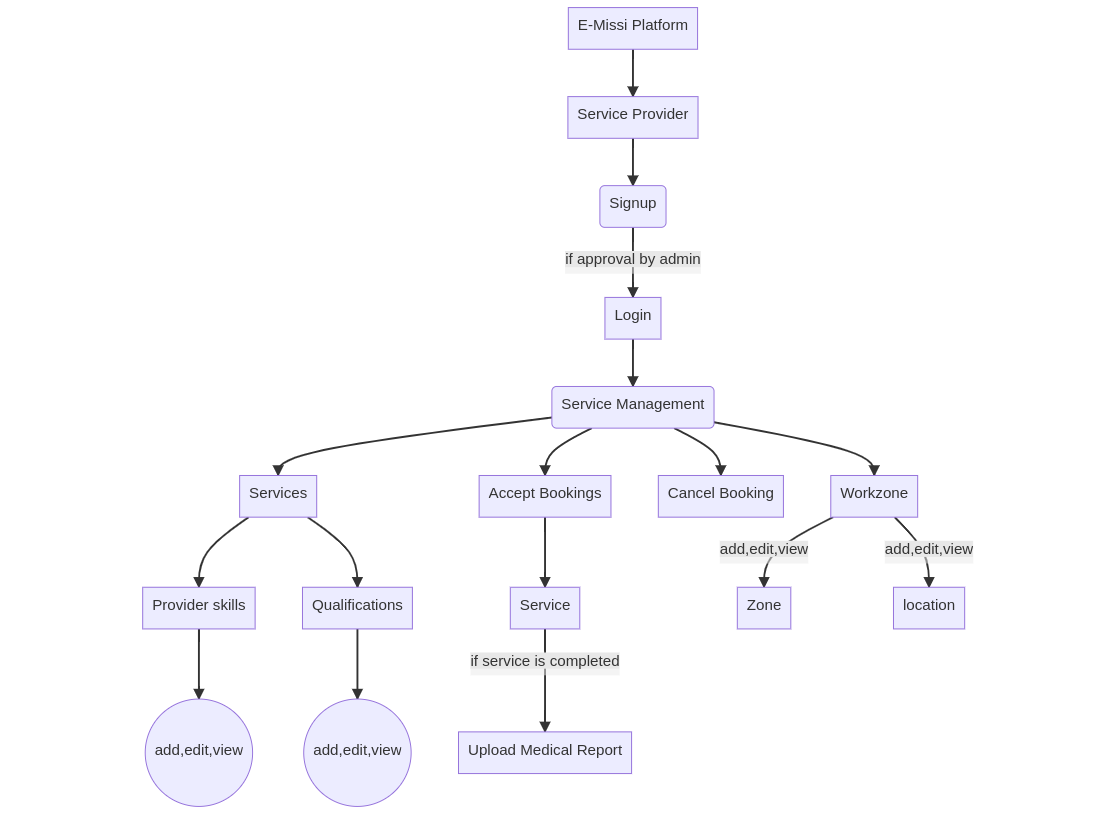 E-Missi Platform
Service Provider
Signup
if approval by admin
Login
Service Management
Services
Accept Bookings
Cancel Booking
Workzone
add,edit,view
add,edit,view
Provider skills
Qualifications
Service
Zone
location
if service is completed
add,edit,view
add,edit,view
Upload Medical Report